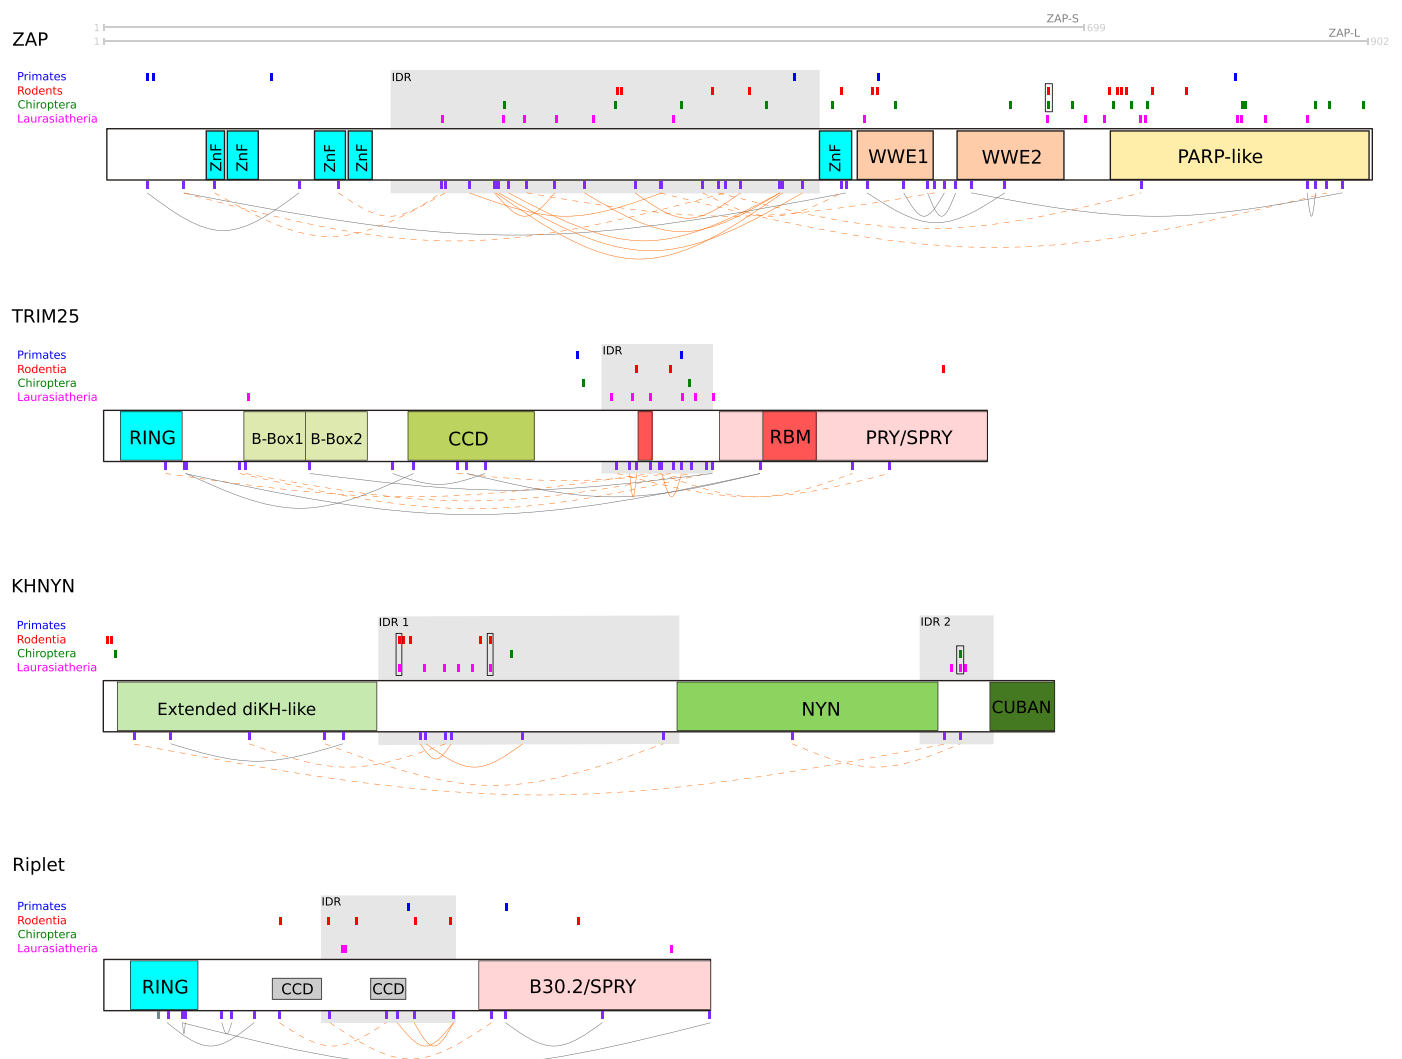 ZAP-S
1 699
ZAP
ZAP-L
1 902
Primates
IDR
Rodents
Chiroptera
Laurasiatheria
ZnF ZnF ZnF ZnF ZnF WWE1 WWE2 PARP-like
TRIM25
IDR
Primates
Rodentia
Chiroptera
Laurasiatheria
RING B-Box1 B-Box2 CCD RBM PRY/SPRY
KHNYN
IDR 1 IDR 2
Primates
Rodentia
Chiroptera
Laurasiatheria
Extended diKH-like NYN CUBAN
Riplet
IDR
Primates
Rodentia
Chiroptera
Laurasiatheria
RING CCD CCD B30.2/SPRY